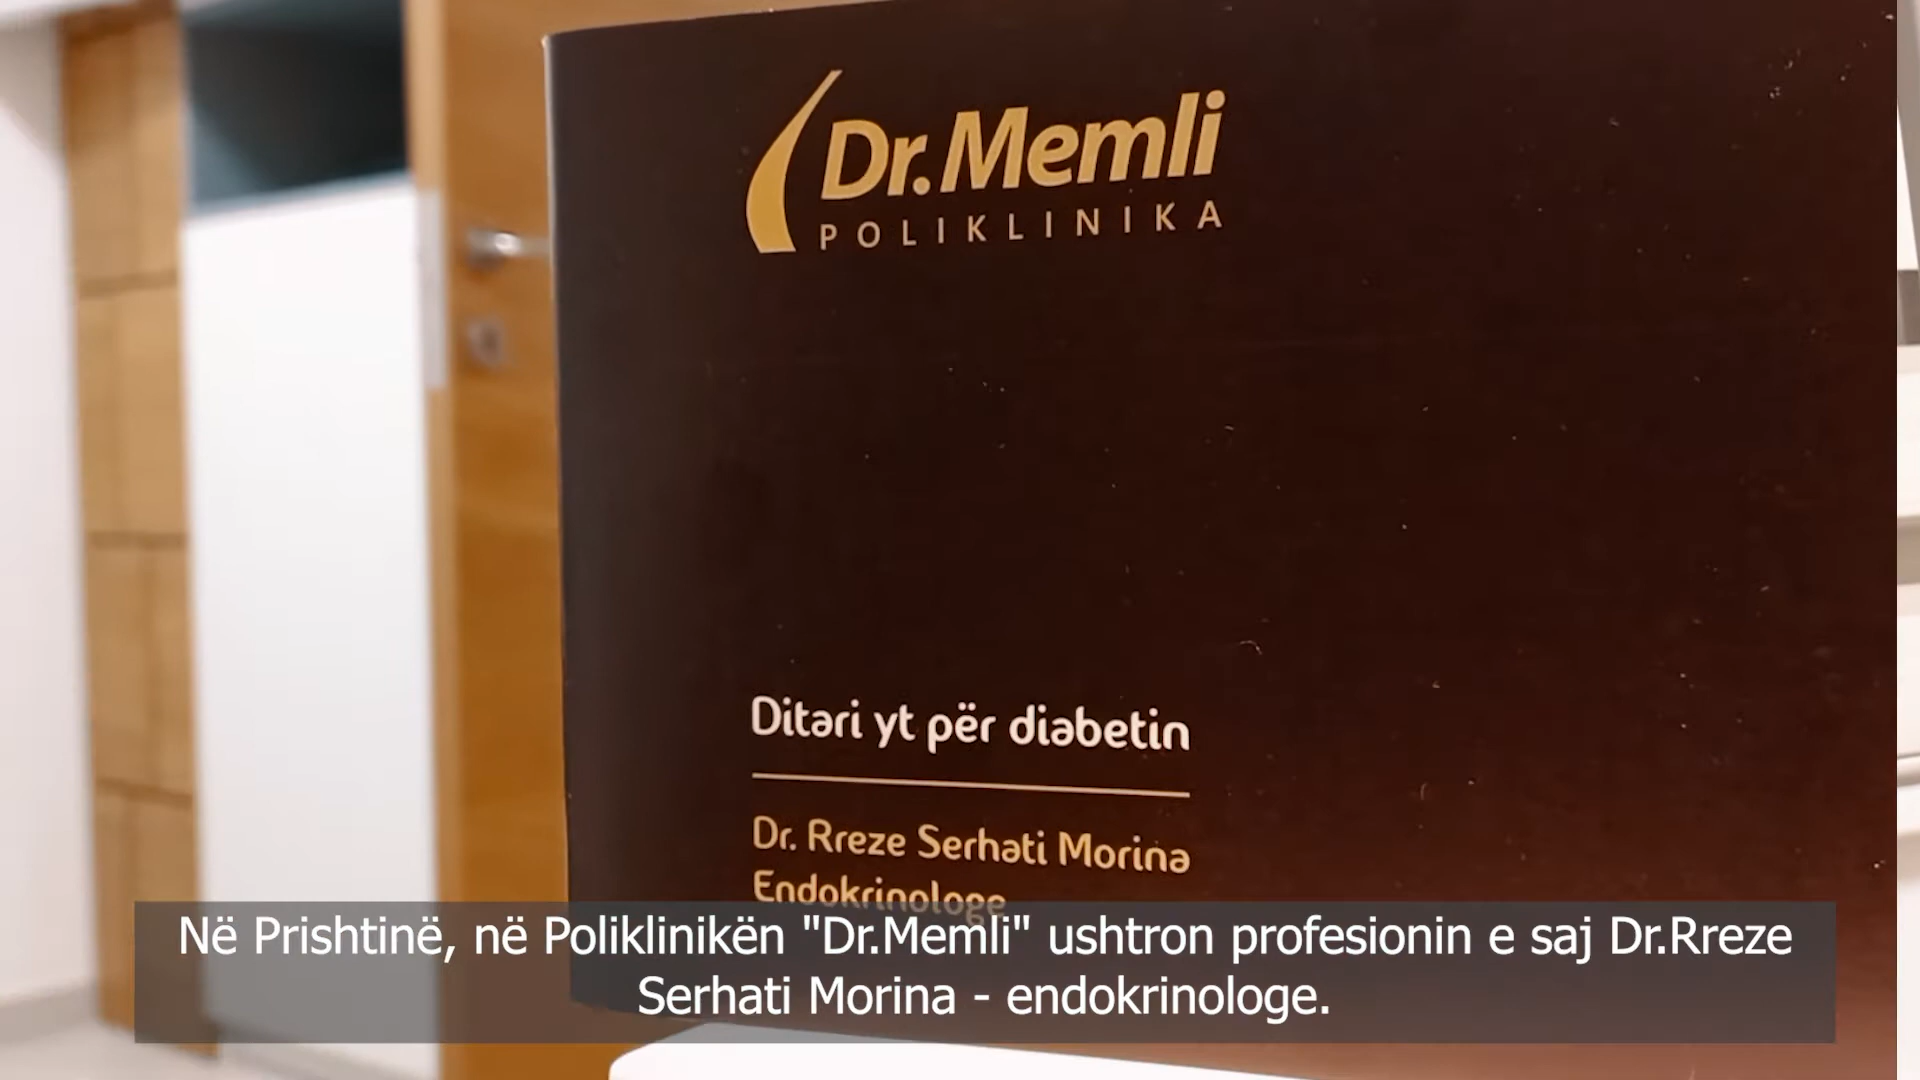 Dr.Memli
POLIKLINIKA
Ditari yt për diabetin
Dr. Rreze Serhati Morina
Endokrinologe
Në Prishtinë, në Poliklinikën "Dr.Memli" ushtron profesionin e saj Dr.Rreze
Serhati Morina - endokrinologe.